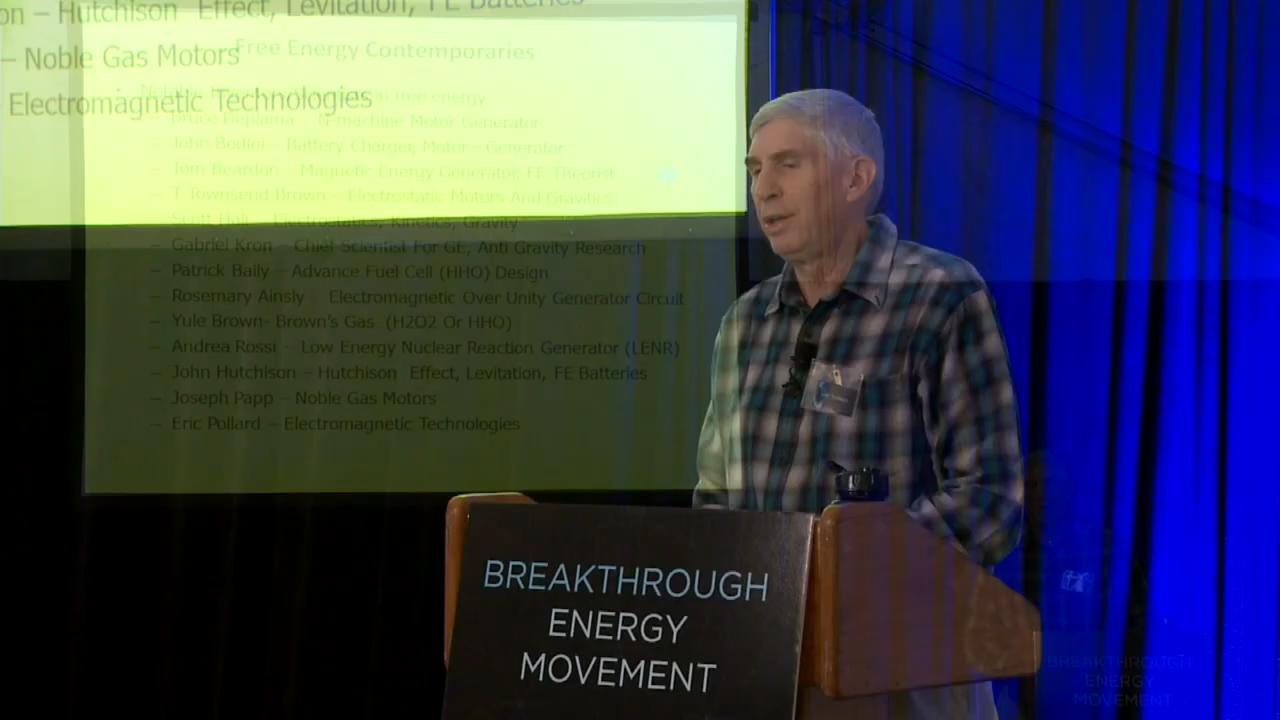 on – Hutchison Effect, Levitation, FE Batteries
– Noble Gas Motors
Electromagnetic Technologies
Free Energy Contemporaries
in free energy
– Bruce Deplama – N-machine Motor Generator
– John Bedini – Battery Charger, Motor – Generator
– Tom Beardon – Magnetic Energy Generator, FE Theorist
– T Townsend Brown – Electrostatic Motors And Gravitics
– Scott Hall – Electrostatics, Kinetics, Gravity
– Gabriel Kron – Chief Scientist For GE, Anti Gravity Research
– Patrick Baily – Advance Fuel Cell (HHO) Design
– Rosemary Ainsly – Electromagnetic Over Unity Generator Circuit
– Yule Brown- Brown's Gas (H2O2 Or HHO)
– Andrea Rossi – Low Energy Nuclear Reaction Generator (LENR)
– John Hutchison – Hutchison Effect, Levitation, FE Batteries
– Joseph Papp – Noble Gas Motors
– Eric Pollard – Electromagnetic Technologies
BREAKTHROUGH
ENERGY
MOVEMENT
BREAKTHROUGH
ENERGY
MOVEMENT